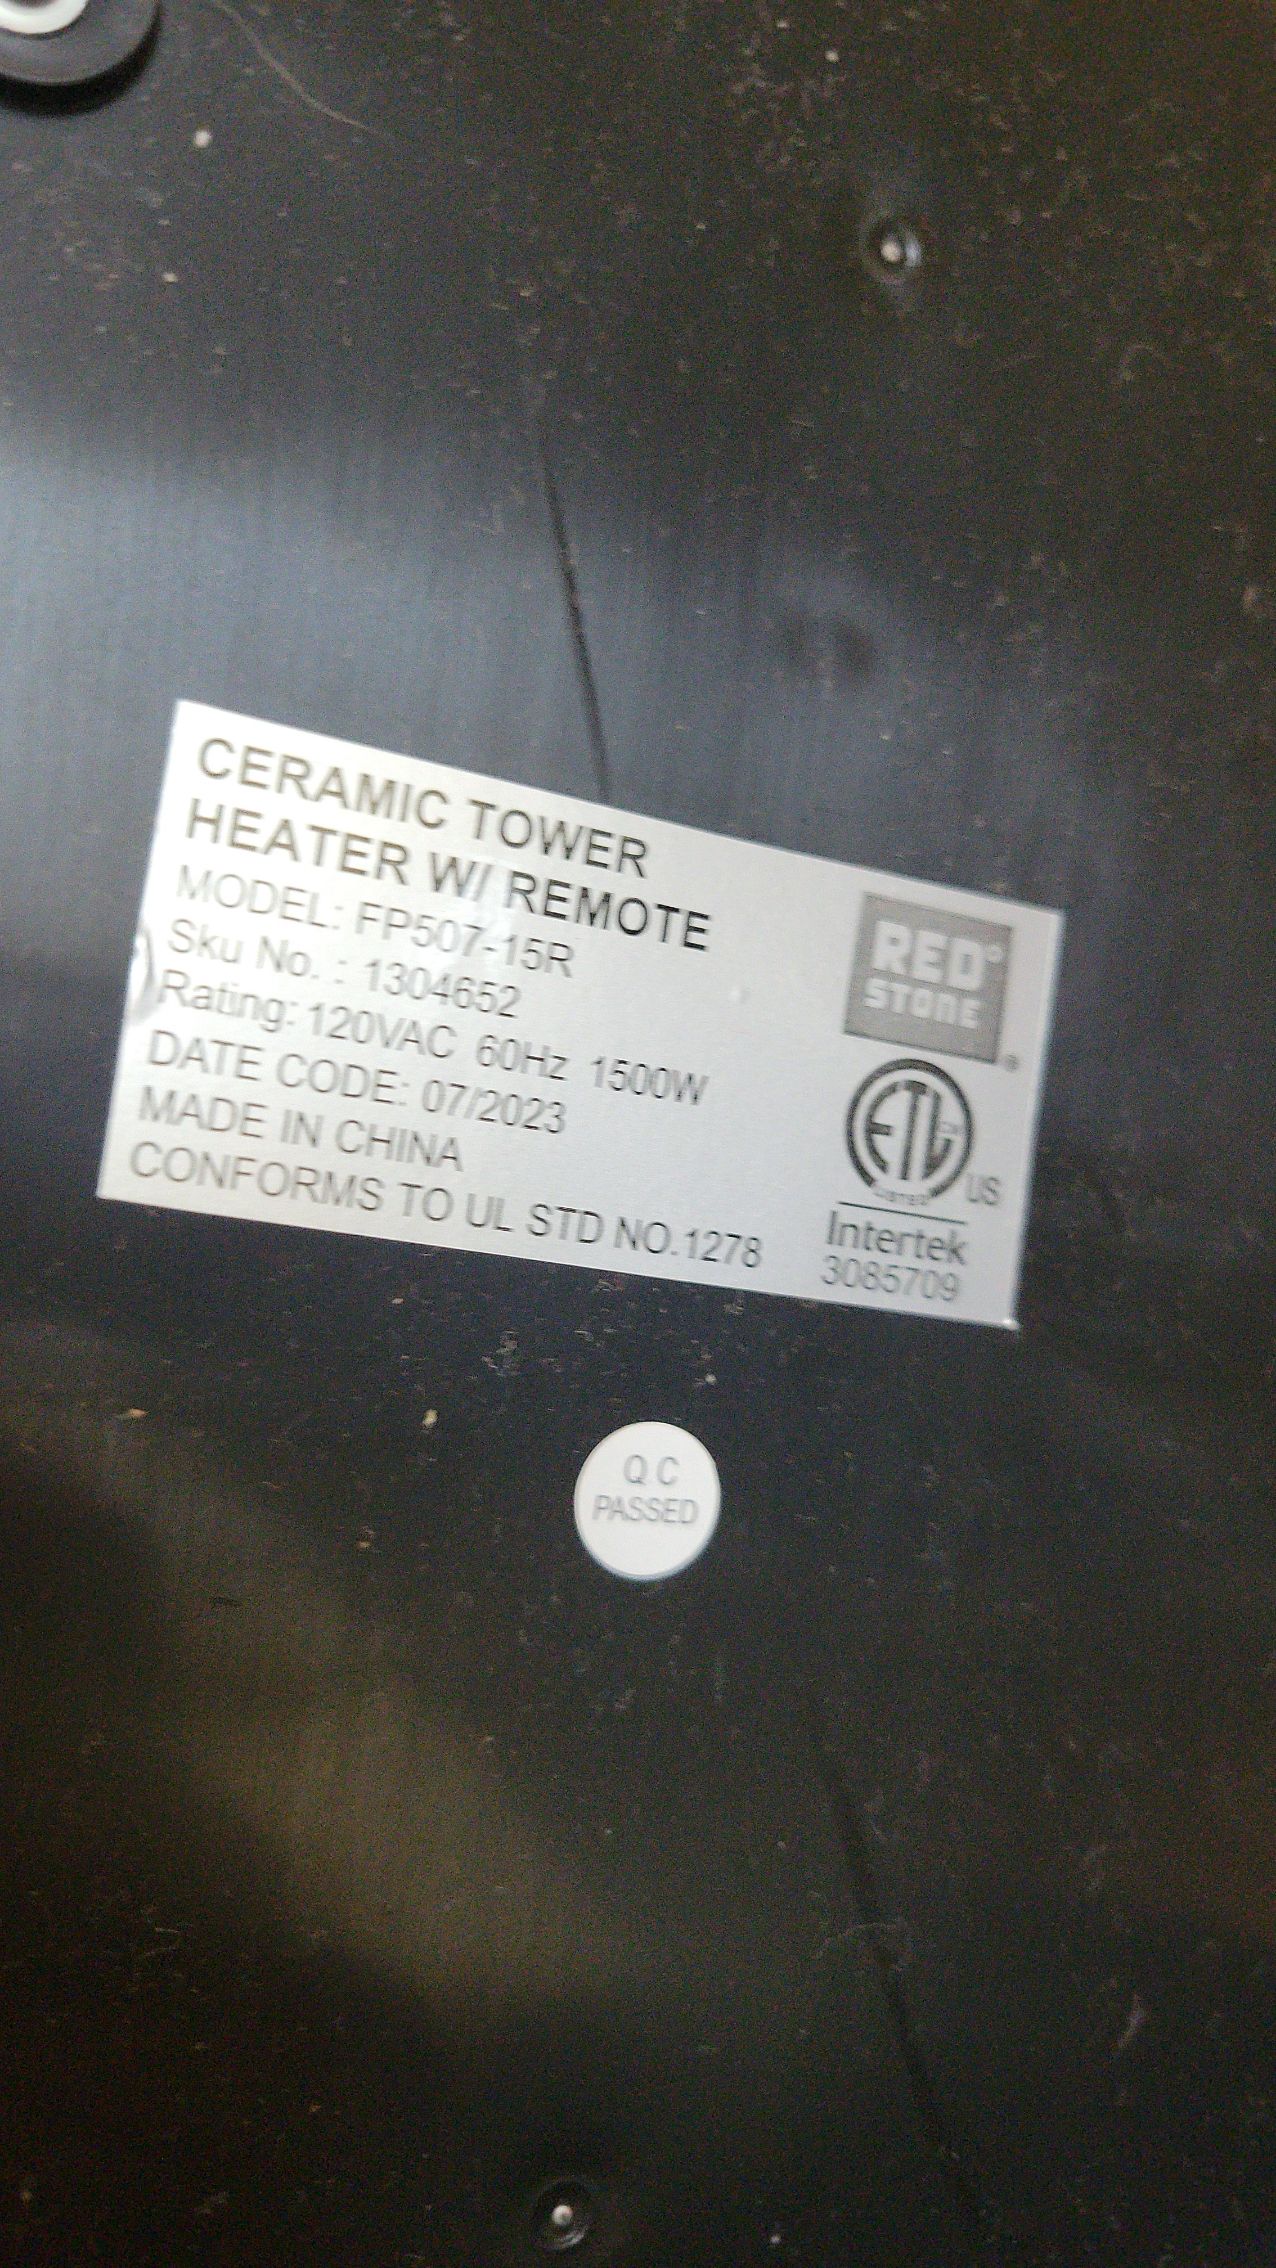 CERAMIC TOWER
HEATER W/ REMOTE
MODEL: FP507-15R
Sku No. : 1304652
Rating: 120VAC 60Hz 1500W
DATE CODE: 07/2023
MADE IN CHINA
CONFORMS TO UL STD NO.1278
RED
STONE
®
ETL
US
Intertek
3085709
Q C
PASSED